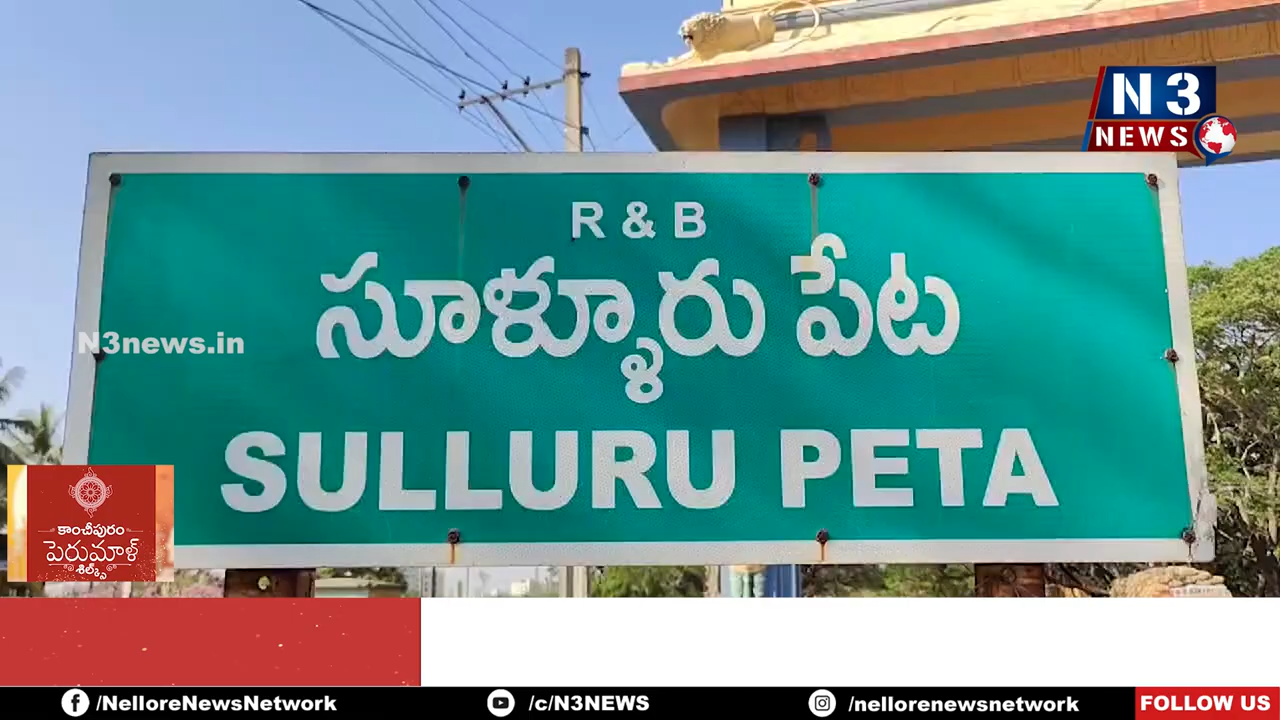 N3
NEWS
R & B
సూళ్ళూరు పేట
N3news.in
SULLURU PETA
కాంచీపురం
పెరుమాళ్
శిల్క్స్
/NelloreNewsNetwork
/c/N3NEWS
/nellorenewsnetwork
FOLLOW US